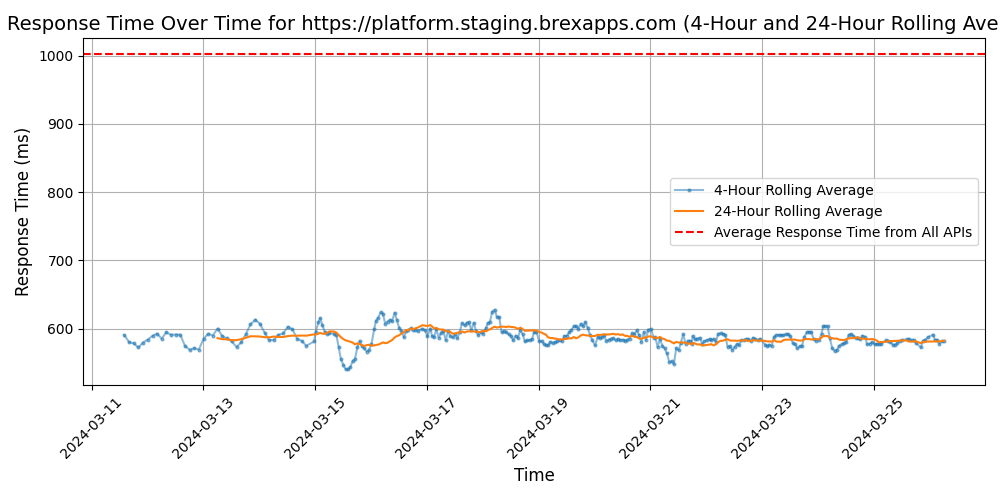 Response Time Over Time for https://platform.staging.brexapps.com (4-Hour and 24-Hour Rolling Ave
1000
900
800
700
600
Response Time (ms)
4-Hour Rolling Average
24-Hour Rolling Average
Average Response Time from All APIs
2024-03-11
2024-03-13
2024-03-15
2024-03-17
2024-03-19
2024-03-21
2024-03-23
2024-03-25
Time